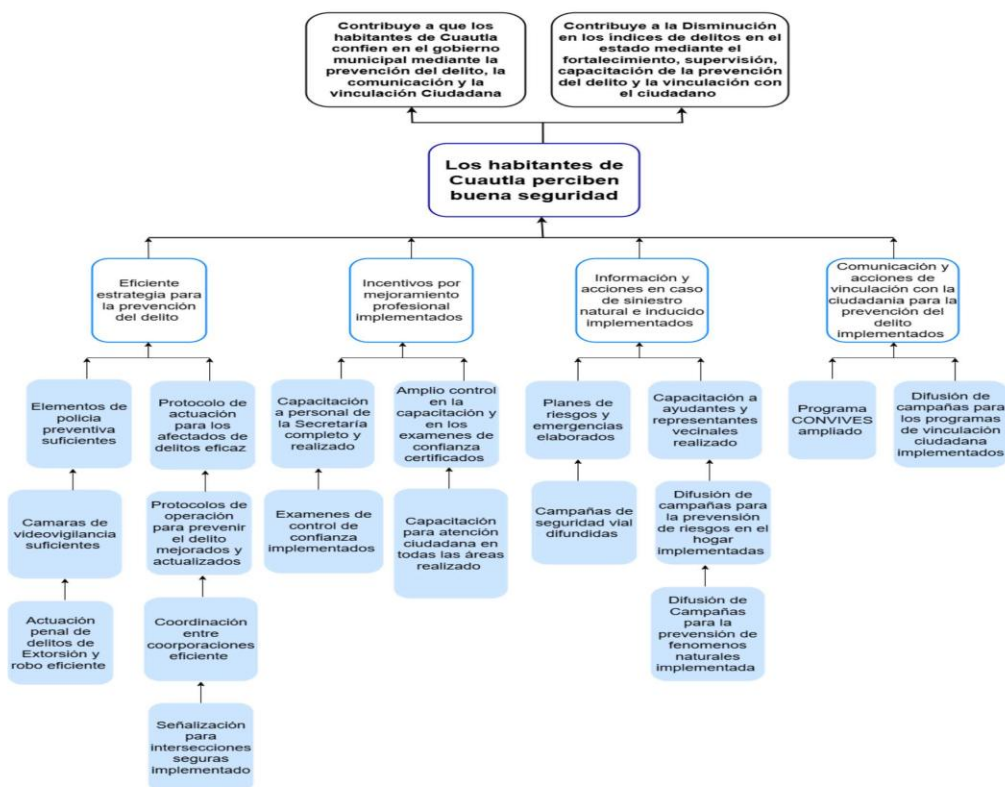 Contribuye a que los
habitantes de Cuautla
confien en el gobierno
municipal mediante la
prevención del delito, la
comunicación y la
vinculación Ciudadana
Contribuye a la Disminución
en los índices de delitos en el
estado mediante el
fortalecimiento, supervisión,
capacitación de la prevención
del delito y la vinculación con
el ciudadano
Los habitantes de
Cuautla perciben
buena seguridad
Eficiente
estrategia para
la prevención
del delito
Incentivos por
mejoramiento
profesional
implementados
Información y
acciones en caso
de siniestro
natural e inducido
implementados
Comunicación y
acciones de
vinculación con la
ciudadania para la
prevención del
delito
implementados
Elementos de
policia
preventiva
suficientes
Protocolo de
actuación
para los
afectados de
delitos eficaz
Capacitación
a personal de
la Secretaría
completo y
realizado
Amplio control
en la
capacitación y
en los
examenes de
confianza
certificados
Planes de
riesgos y
emergencias
elaborados
Capacitación a
ayudantes y
representantes
vecinales
realizado
Programa
CONVIVES
ampliado
Difusión de
campañas para
los programas
de vinculación
ciudadana
implementados
Camaras de
videovigilancia
suficientes
Protocolos de
operación
para prevenir
el delito
mejorados y
actualizados
Examenes de
control de
confianza
implementados
Capacitación
para atención
ciudadana en
todas las áreas
realizado
Campañas de
seguridad vial
difundidas
Difusión de
campañas para
la prevensión
de riesgos en el
hogar
implementadas
Actuación
penal de
delitos de
Extorsión y
robo eficiente
Coordinación
entre
coorporaciones
eficiente
Difusión de
Campañas
para la
prevención de
fenomenos
naturales
implementada
Señalización
para
intersecciones
seguras
implementado